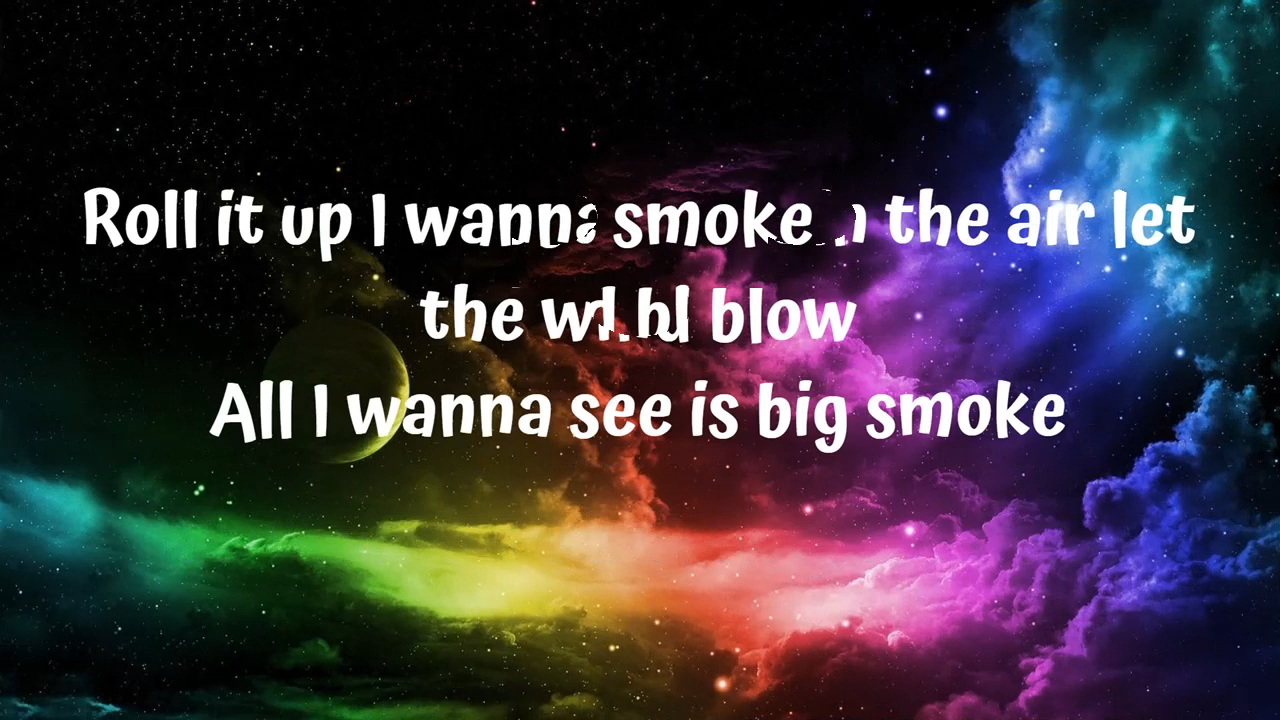 Roll it up I wanna smoke the air let
the blow
All I wanna see is big smoke